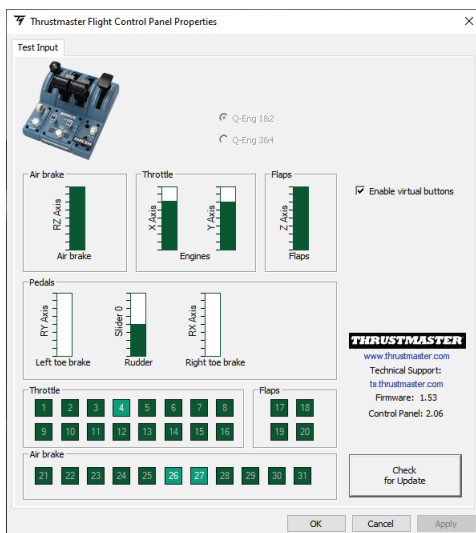 Thrustmaster Flight Control Panel Properties
Test Input
Q-Eng 1&2
Q-Eng 3&4
Air brake
RZ Axis
Air brake
Throttle
X Axis
Y Axis
Engines
Flaps
Z Axis
Flaps
Enable virtual buttons
Pedals
RY Axis
Left toe brake
Slider 0
Rudder
RX Axis
Right toe brake
THRUSTMASTER
www.thrustmaster.com
Technical Support:
ts.thrustmaster.com
Firmware: 1.53
Control Panel: 2.06
Throttle
1 2 3 4 5 6 7 8
9 10 11 12 13 14 15 16
Flaps
17 18
19 20
Air brake
21 22 23 24 25 26 27 28 29 30 31
Check
for Update
OK
Cancel
Apply